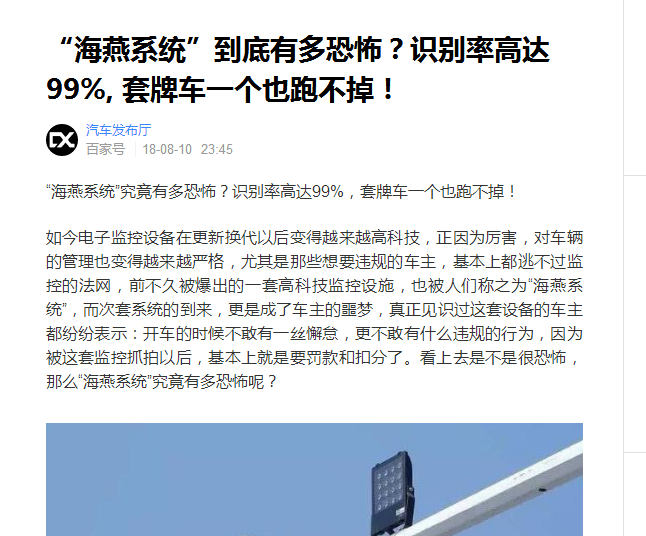 “海燕系统”到底有多恐怖？识别率高达
99%, 套牌车一个也跑不掉！
DX
汽车发布厅
百家号 18-08-10 23:45
“海燕系统”究竟有多恐怖？识别率高达99%，套牌车一个也跑不掉！
如今电子监控设备在更新换代以后变得越来越高科技，正因为厉害，对车辆
的管理也变得越来越严格，尤其是那些想要违规的车主，基本上都逃不过监
控的法网，前不久被爆出的一套高科技监控设施，也被人们称之为“海燕系
统”，而次套系统的到来，更是成了车主的噩梦，真正见识过这套设备的车主
都纷纷表示：开车的时候不敢有一丝懈怠，更不敢有什么违规的行为，因为
被这套监控抓拍以后，基本上就是要罚款和扣分了。看上去是不是很恐怖，
那么“海燕系统”究竟有多恐怖呢？